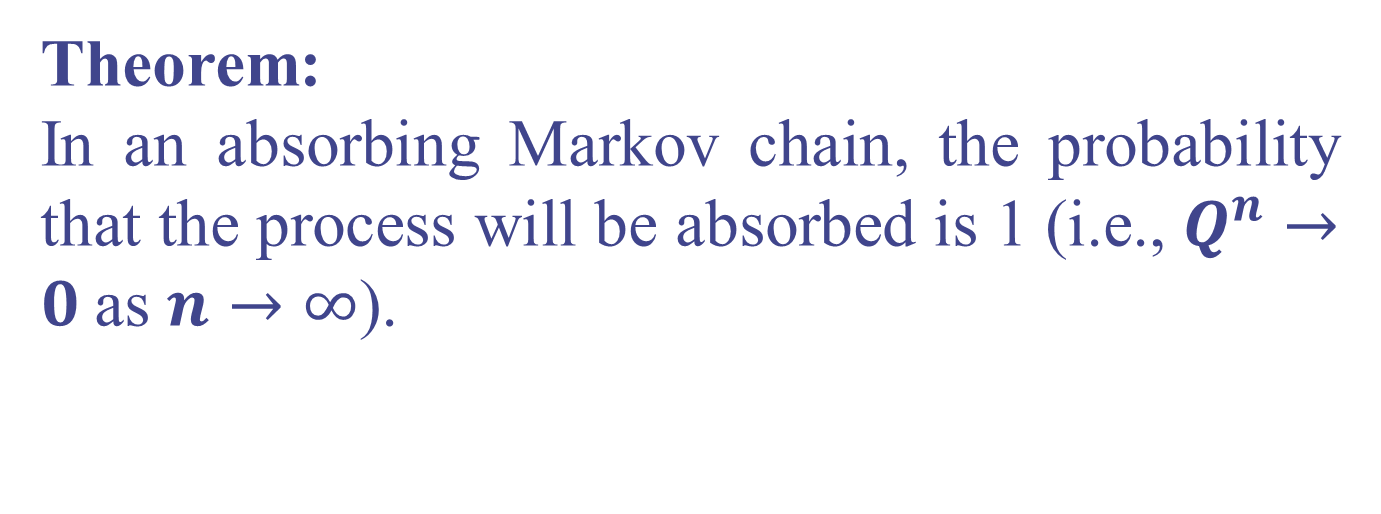 Theorem:
In an absorbing Markov chain, the probability
that the process will be absorbed is 1 (i.e., 𝑸ⁿ →
0 as 𝒏 → ∞).